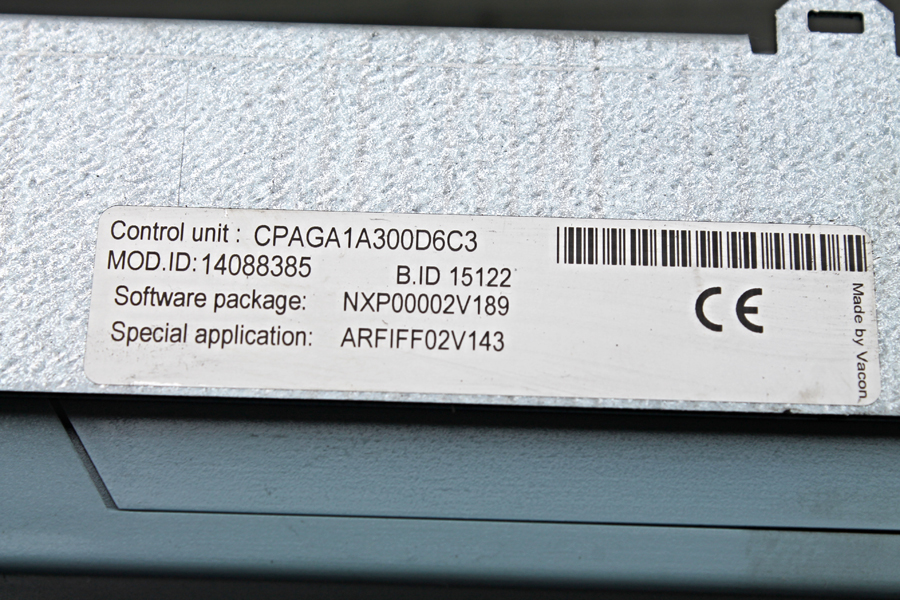 Control unit : CPAGA1A300D6C3
MOD.ID:14088385 B.ID 15122
Software package: NXP00002V189
Special application: ARFIFF02V143
CE
Made by Vacon